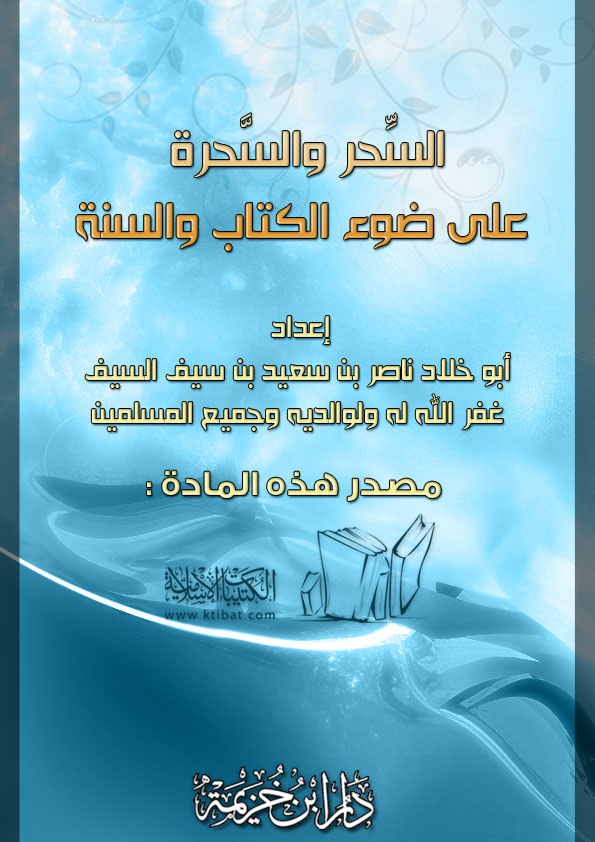 السِّحر والسَّحرة
على ضوء الكتاب والسنة
إعداد
أبو خلاد ناصر بن سعيد بن سيف السيف
غفر الله له ولوالديه وجميع المسلمين
مصدر هذه المادة :
الكتيبات الإسلامية
www.ktibat.com
دار ابن خزيمة